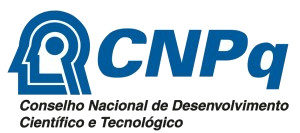 CNPq
Conselho Nacional de Desenvolvimento
Científico e Tecnológico